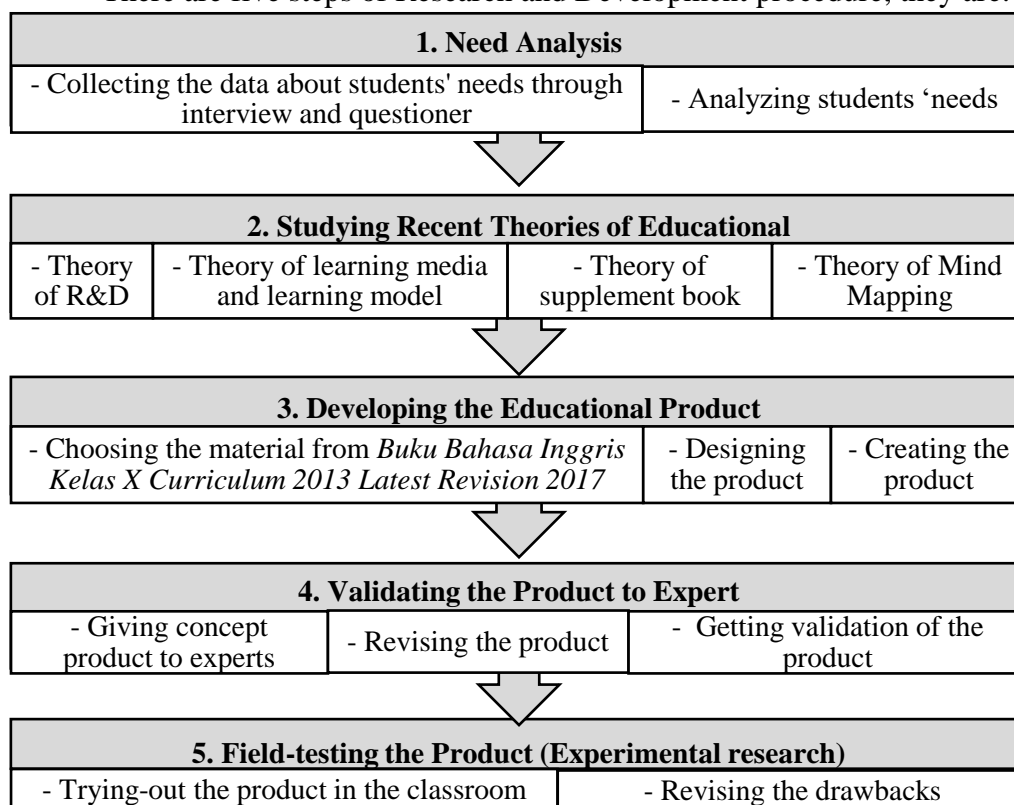 There are five steps of Research and Development procedure, they are:
1. Need Analysis
- Collecting the data about students' needs through
interview and questioner
- Analyzing students ‘needs
2. Studying Recent Theories of Educational
- Theory
of R&D
- Theory of learning media
and learning model
- Theory of
supplement book
- Theory of Mind
Mapping
3. Developing the Educational Product
- Choosing the material from Buku Bahasa Inggris
Kelas X Curriculum 2013 Latest Revision 2017
- Designing
the product
- Creating the
product
4. Validating the Product to Expert
- Giving concept
product to experts
- Revising the product
- Getting validation of the
product
5. Field-testing the Product (Experimental research)
- Trying-out the product in the classroom
- Revising the drawbacks